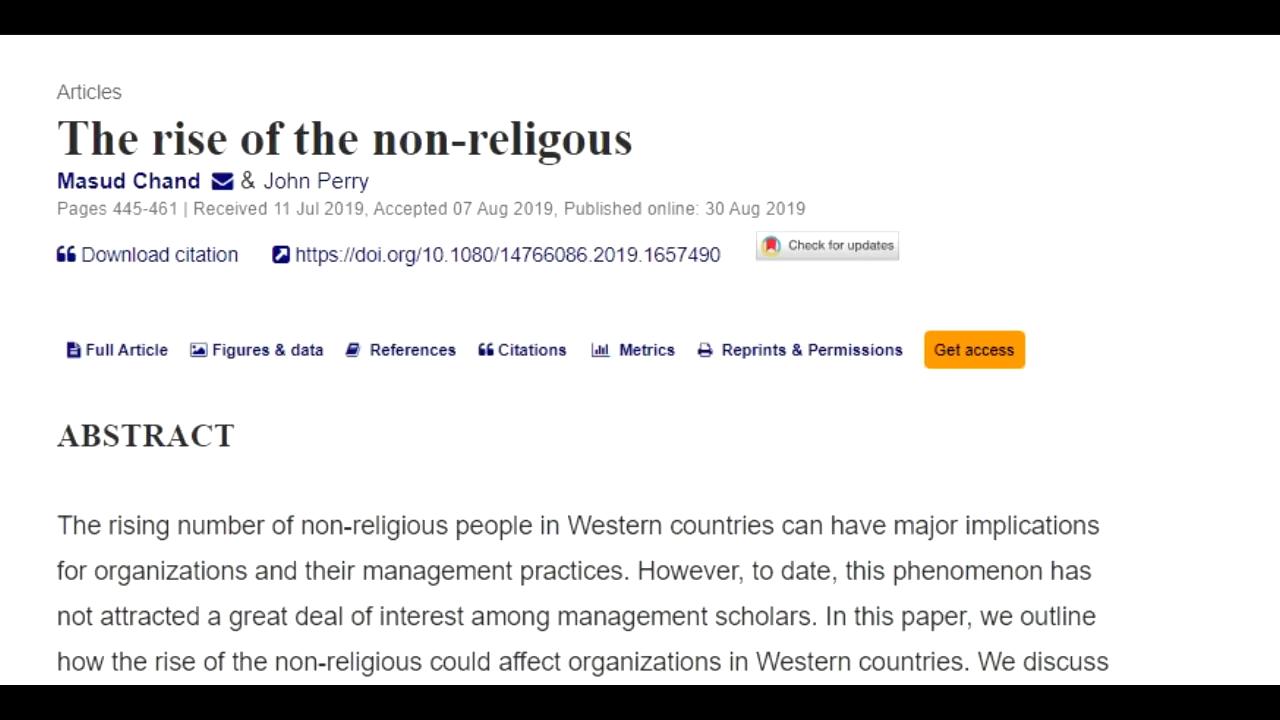 Articles
The rise of the non-religous
Masud Chand & John Perry
Pages 445-461 | Received 11 Jul 2019, Accepted 07 Aug 2019, Published online: 30 Aug 2019
Download citation https://doi.org/10.1080/14766086.2019.1657490 Check for updates
Full Article Figures & data References Citations Metrics Reprints & Permissions Get access
ABSTRACT
The rising number of non-religious people in Western countries can have major implications
for organizations and their management practices. However, to date, this phenomenon has
not attracted a great deal of interest among management scholars. In this paper, we outline
how the rise of the non-religious could affect organizations in Western countries. We discuss